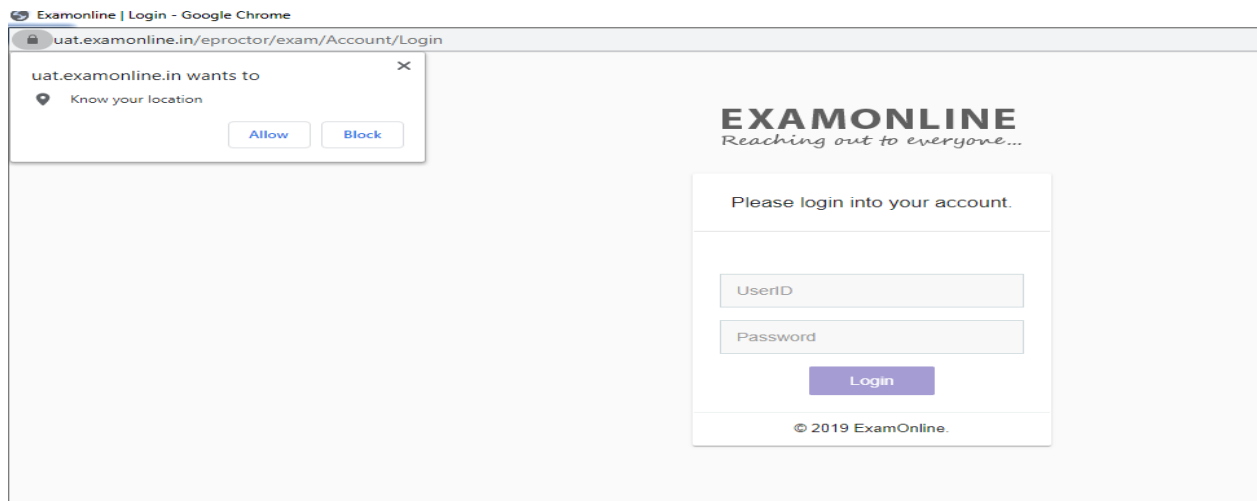 Examonline | Login - Google Chrome
uat.examonline.in/eproctor/exam/Account/Login
uat.examonline.in wants to
Know your location
Allow Block
EXAMONLINE
Reaching out to everyone...
Please login into your account.
UserID
Password
Login
© 2019 ExamOnline.